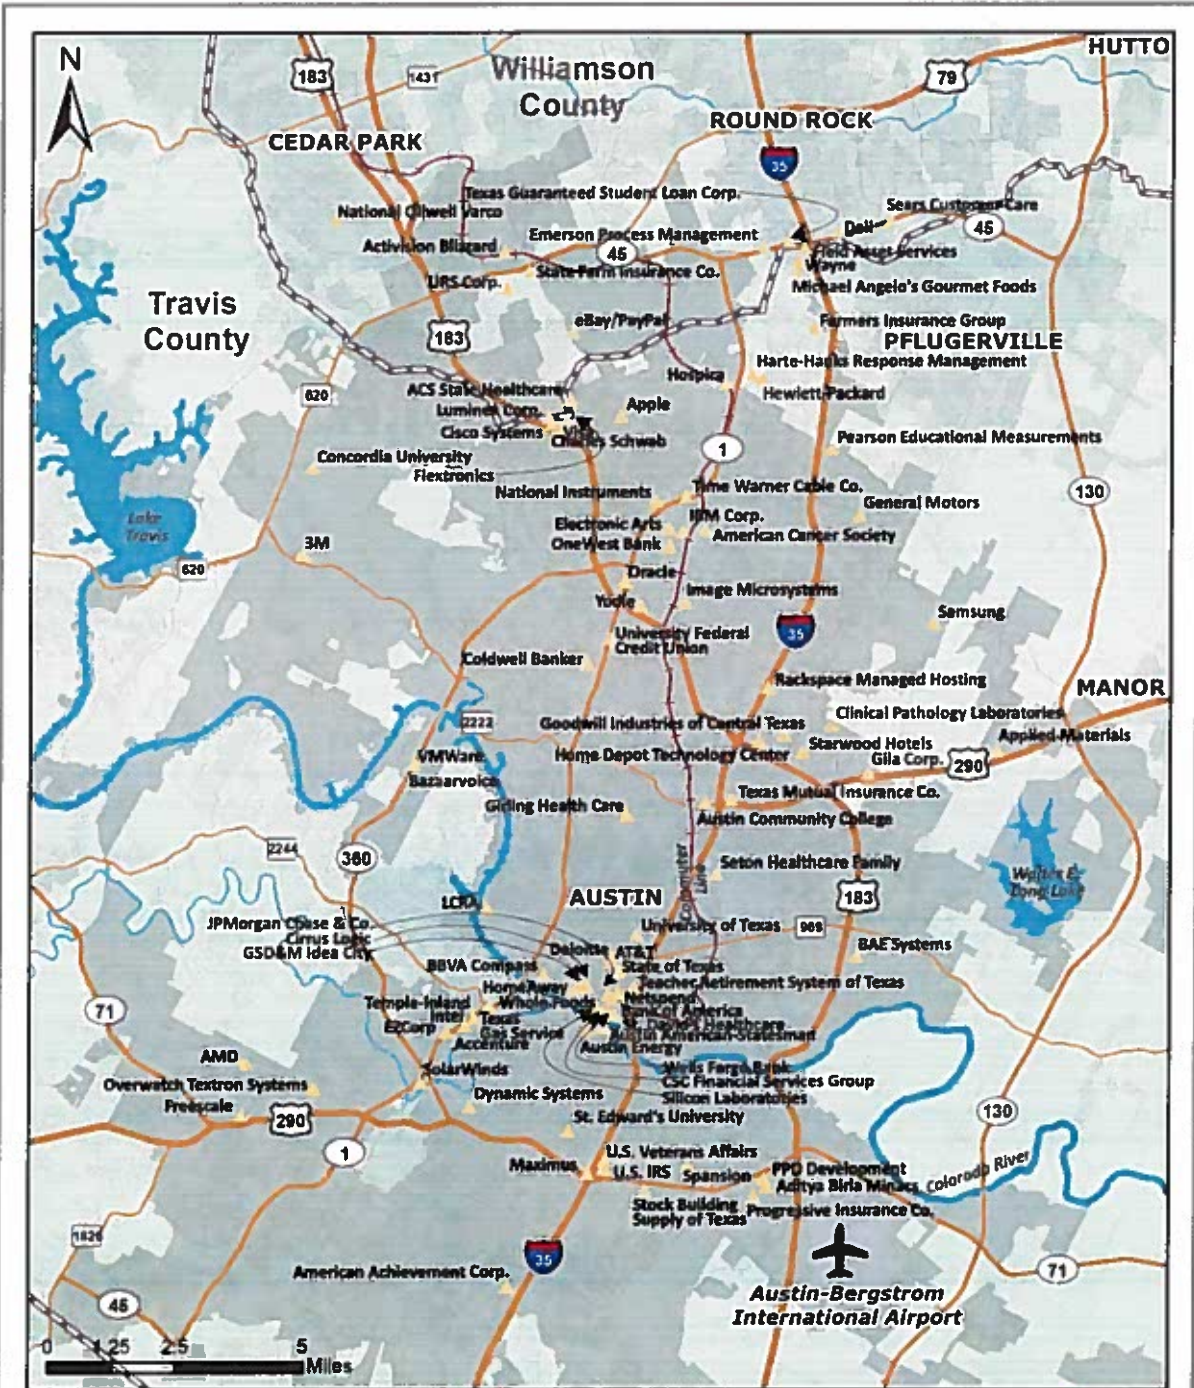 HUTTO
N
183
1431
Williamson
County
79
CEDAR PARK
ROUND ROCK
35
Texas Guaranteed Student Loan Corp.
National Oilwell Varco
Sears Customer Care
Dell
45
Emerson Process Management
Activision Blizzard
45
Field Asset Services
Wayne
State Farm Insurance Co.
URS Corp.
Michael Angelo's Gourmet Foods
Travis
County
eBay/PayPal
Farmers Insurance Group
183
PFLUGERVILLE
Harte-Hanks Response Management
Hospira
620
ACS State Healthcare
Hewlett-Packard
Luminex Corp.
Apple
Cisco Systems
Charles Schwab
Pearson Educational Measurements
1
Concordia University
Flextronics
National Instruments
Time Warner Cable Co.
130
General Motors
Lake
Travis
Electronic Arts
IBM Corp.
OneWest Bank
American Cancer Society
3M
620
Oracle
Image Microsystems
Yodle
Samsung
University Federal
Credit Union
35
Coldwell Banker
Rackspace Managed Hosting
MANOR
2222
Goodwill Industries of Central Texas
Clinical Pathology Laboratories
Applied Materials
VMWare
Home Depot Technology Center
Starwood Hotels
Gila Corp.
290
Bazaarvoice
Texas Mutual Insurance Co.
Girling Health Care
Austin Community College
2244
360
Commuter
Line
Seton Healthcare Family
Walter E.
Long Lake
LCRA
AUSTIN
183
JPMorgan Chase & Co.
University of Texas
969
Cirrus Logic
GSD&M Idea City
Deloitte
AT&T
BAE Systems
BBVA Compass
State of Texas
HomeAway
Teacher Retirement System of Texas
Temple-Inland
Whole Foods
Netspend
71
Intel
Texas
Gas Service
Bank of America
St. David's Healthcare
EZCorp
Austin American-Statesman
Accenture
Austin Energy
AMD
SolarWinds
Wells Fargo Bank
Overwatch Textron Systems
CSC Financial Services Group
Freescale
Dynamic Systems
Silicon Laboratories
290
St. Edward's University
130
1
U.S. Veterans Affairs
Maximus
U.S. IRS
Spansion
PPD Development
Aditya Birla Minacs
Colorado River
Stock Building
Supply of Texas
Progressive Insurance Co.
1826
35
American Achievement Corp.
71
45
Austin-Bergstrom
International Airport
0 1.25 2.5 5
Miles